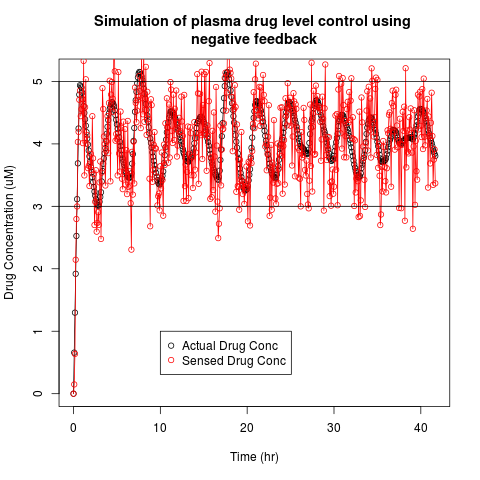 Simulation of plasma drug level control using
negative feedback
Drug Concentration (uM)
5
4
3
2
1
0
Actual Drug Conc
Sensed Drug Conc
0
10
20
30
40
Time (hr)